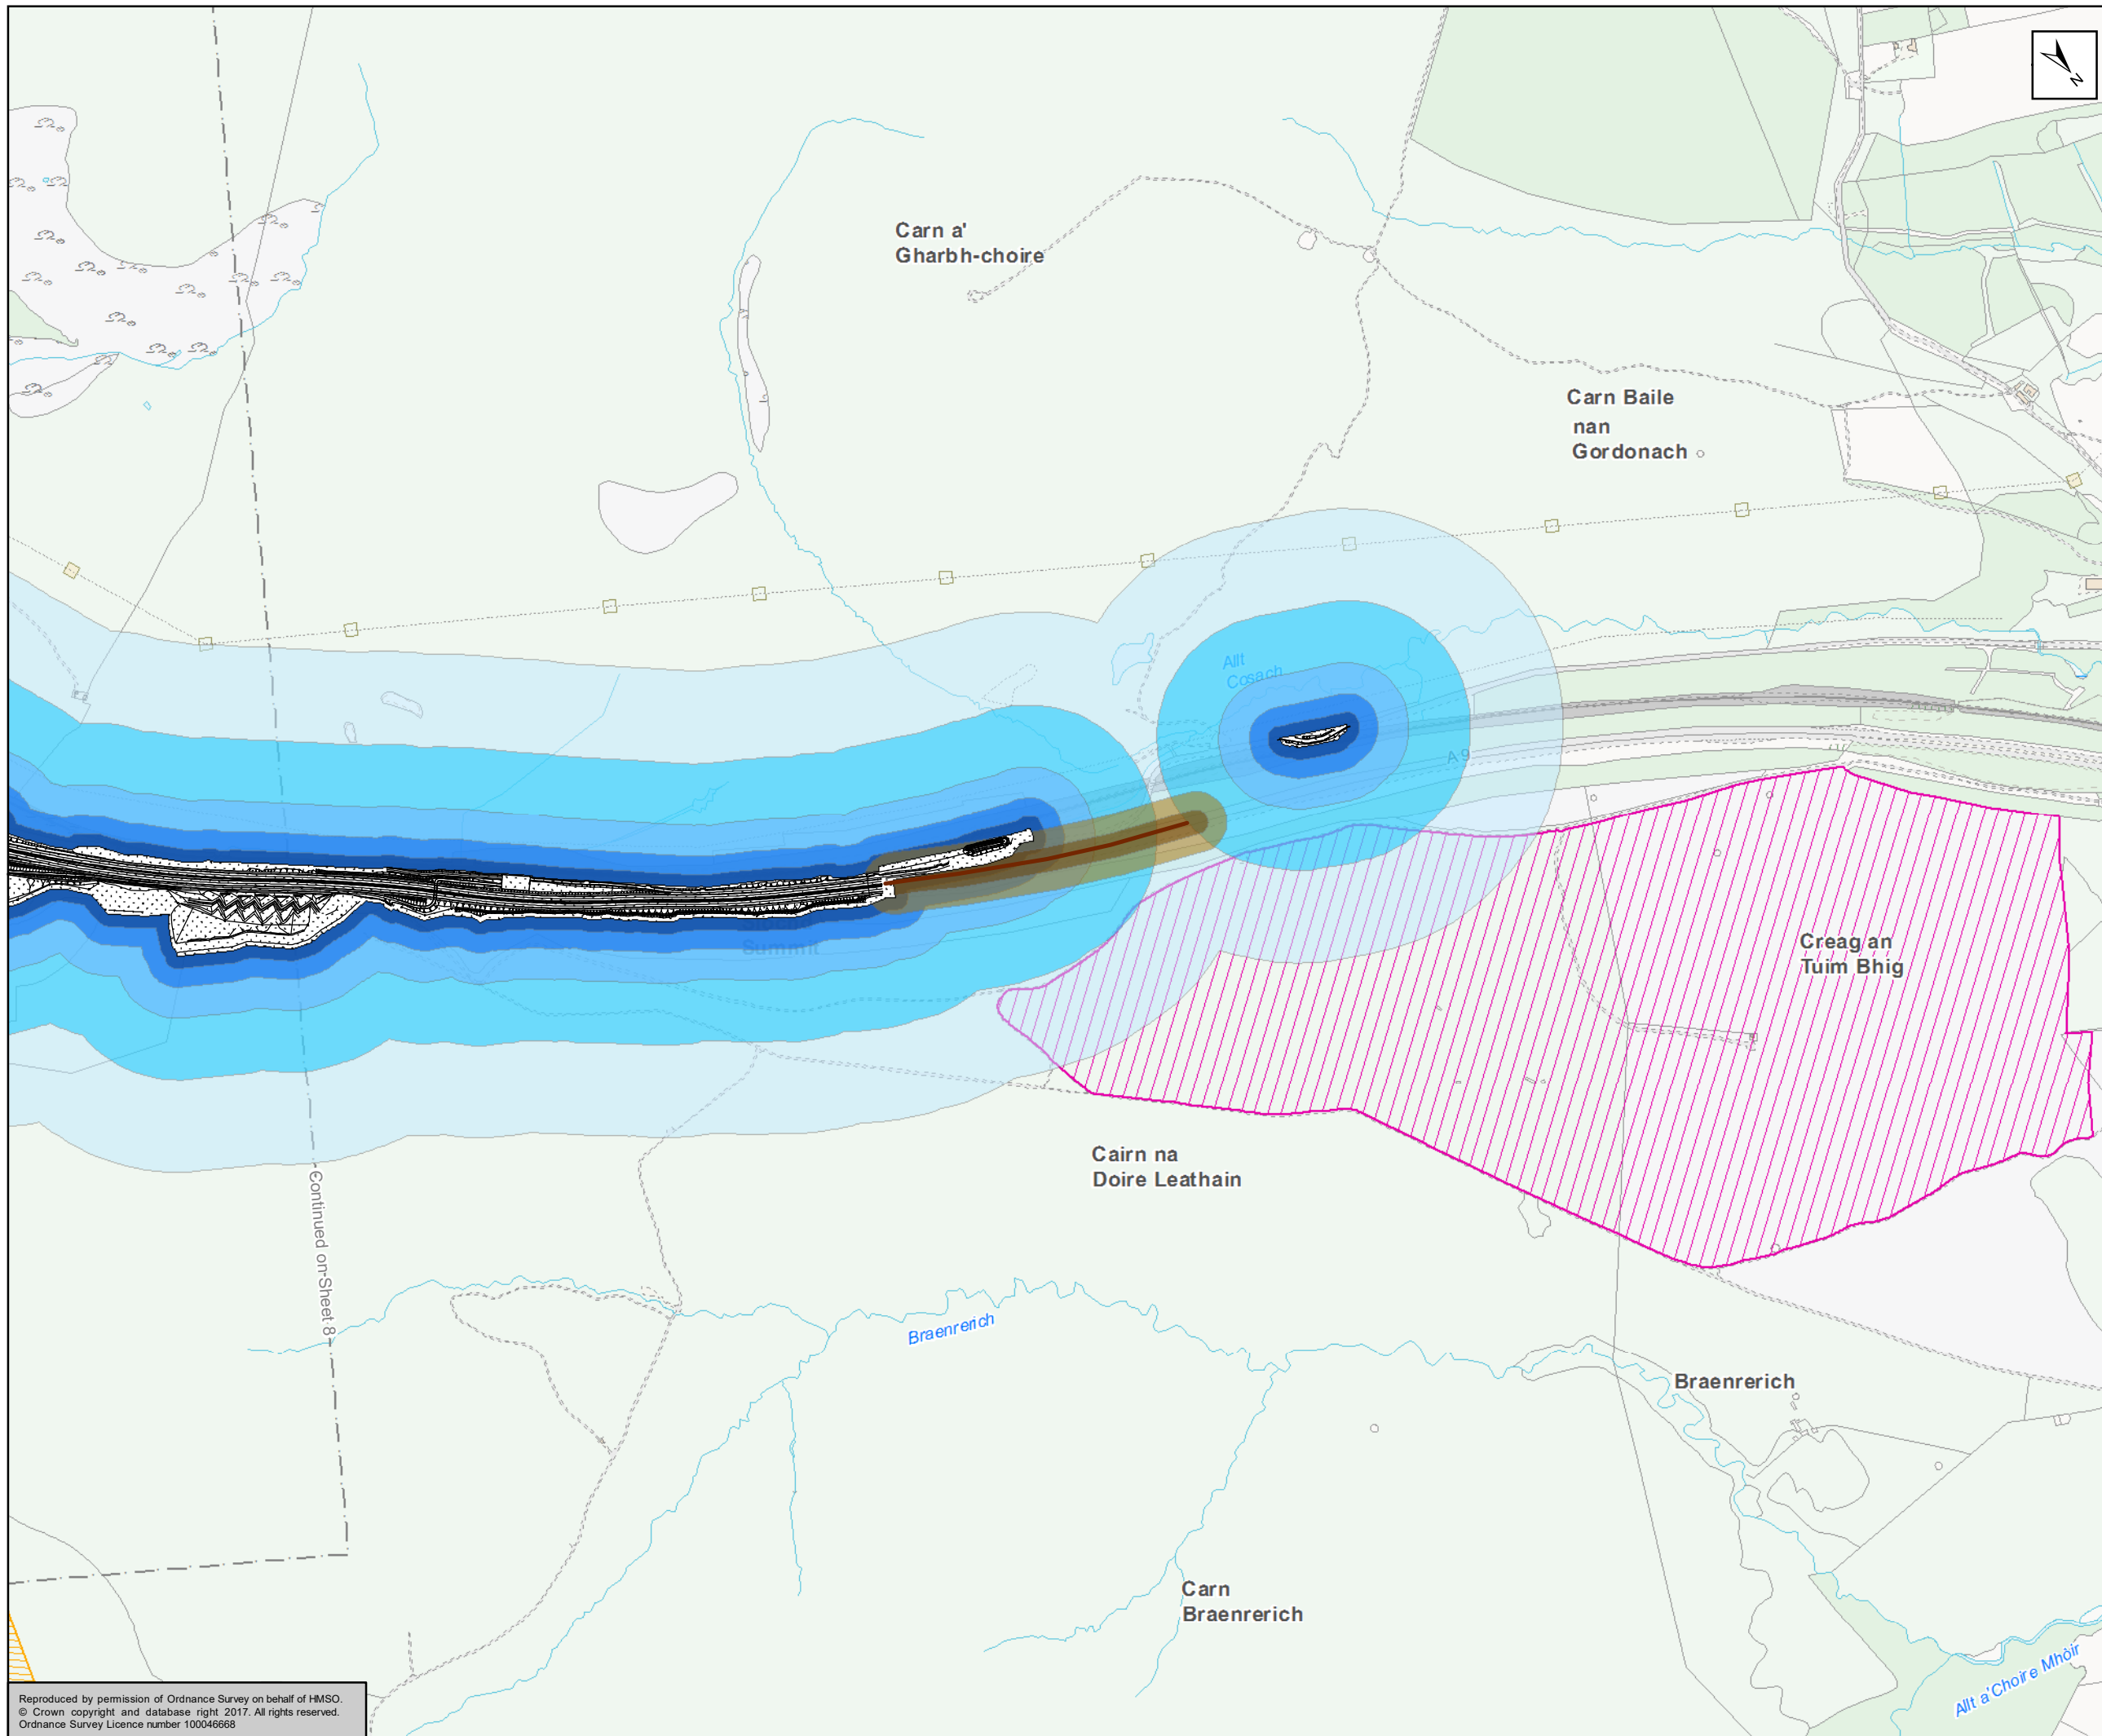 N
Carn a'
Gharbh-choire
Carn Baile
nan
Gordonach
Allt
Cosach
A 9
Summit
Creag an
Tuim Bhig
Cairn na
Doire Leathain
Continued on Sheet 8
Braenrerich
Braenrerich
Carn
Braenrerich
Allt a'Choire Mhòir
Reproduced by permission of Ordnance Survey on behalf of HMSO.
© Crown copyright and database right 2017. All rights reserved.
Ordnance Survey Licence number 100046668